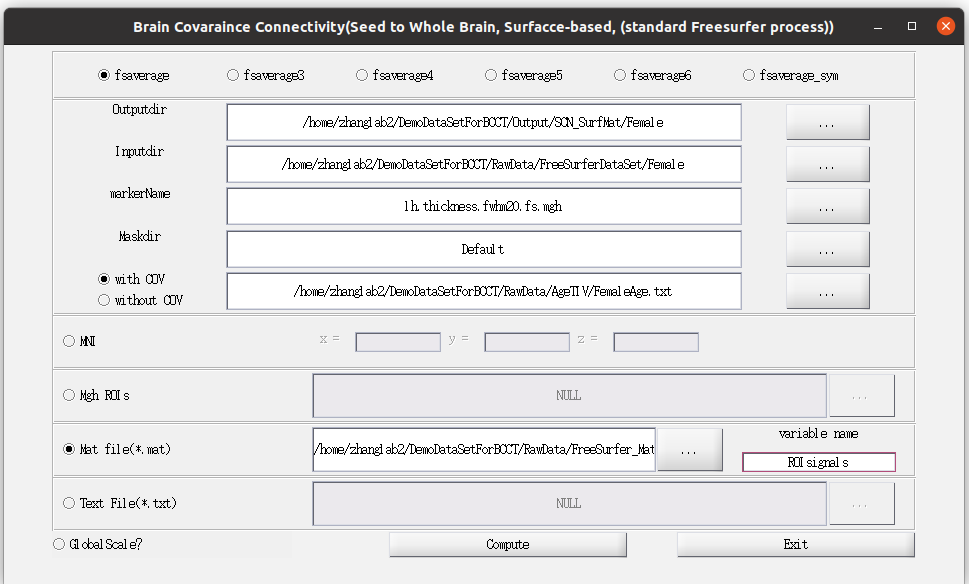 Brain Covaraince Connectivity(Seed to Whole Brain, Surfacce-based, (standard Freesurfer process))
fsaverage fsaverage3 fsaverage4 fsaverage5 fsaverage6 fsaverage_sym
Outputdir /home/zhanglab2/DemoDataSetForBCCT/Output/SCN_SurfMat/Female ...
Inputdir /home/zhanglab2/DemoDataSetForBCCT/RawData/FreeSurferDataSet/Female ...
markerName lh.thickness.fwhm20.fs.mgh ...
Maskdir Default ...
with COV /home/zhanglab2/DemoDataSetForBCCT/RawData/AgeTIV/FemaleAge.txt ...
without COV
MNI x = y = z =
Mgh ROIs NULL ...
Mat file(*.mat) /home/zhanglab2/DemoDataSetForBCCT/RawData/FreeSurfer_Mat ... variable name
ROIsignals
Text File(*.txt) NULL ...
GlobalScale? Compute Exit